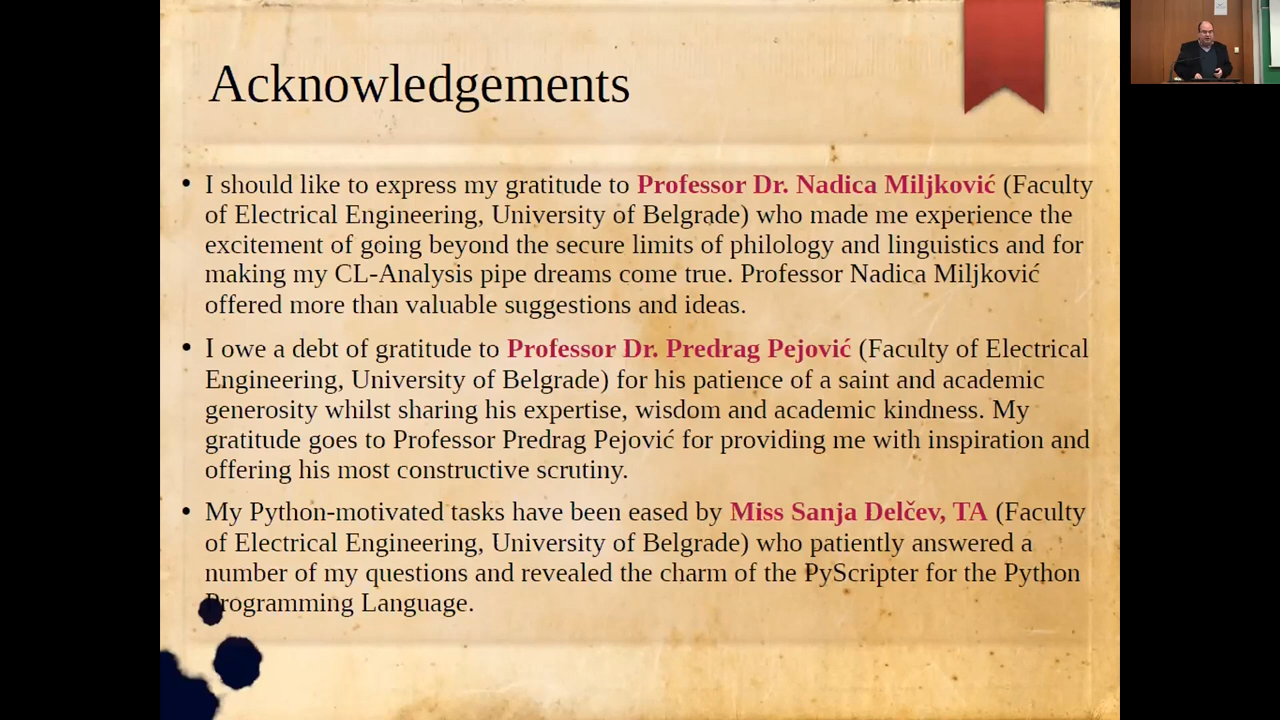 Acknowledgements
• I should like to express my gratitude to Professor Dr. Nadica Miljković (Faculty
of Electrical Engineering, University of Belgrade) who made me experience the
excitement of going beyond the secure limits of philology and linguistics and for
making my CL-Analysis pipe dreams come true. Professor Nadica Miljković
offered more than valuable suggestions and ideas.
• I owe a debt of gratitude to Professor Dr. Predrag Pejović (Faculty of Electrical
Engineering, University of Belgrade) for his patience of a saint and academic
generosity whilst sharing his expertise, wisdom and academic kindness. My
gratitude goes to Professor Predrag Pejović for providing me with inspiration and
offering his most constructive scrutiny.
• My Python-motivated tasks have been eased by Miss Sanja Delčev, TA (Faculty
of Electrical Engineering, University of Belgrade) who patiently answered a
number of my questions and revealed the charm of the PyScripter for the Python
Programming Language.